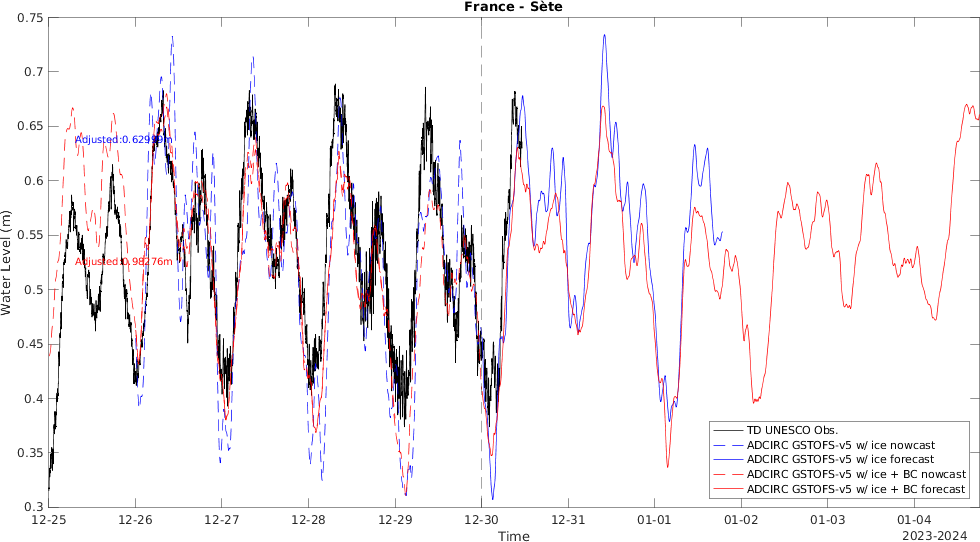 France - Sète
0.75
0.7
0.65
0.6
0.55
0.5
0.45
0.4
0.35
0.3
Water Level (m)
Adjusted:0.62999m
Adjusted:0.98276m
TD UNESCO Obs.
ADCIRC GSTOFS-v5 w/ ice nowcast
ADCIRC GSTOFS-v5 w/ ice forecast
ADCIRC GSTOFS-v5 w/ ice + BC nowcast
ADCIRC GSTOFS-v5 w/ ice + BC forecast
12-25 12-26 12-27 12-28 12-29 12-30 12-31 01-01 01-02 01-03 01-04
Time
2023-2024